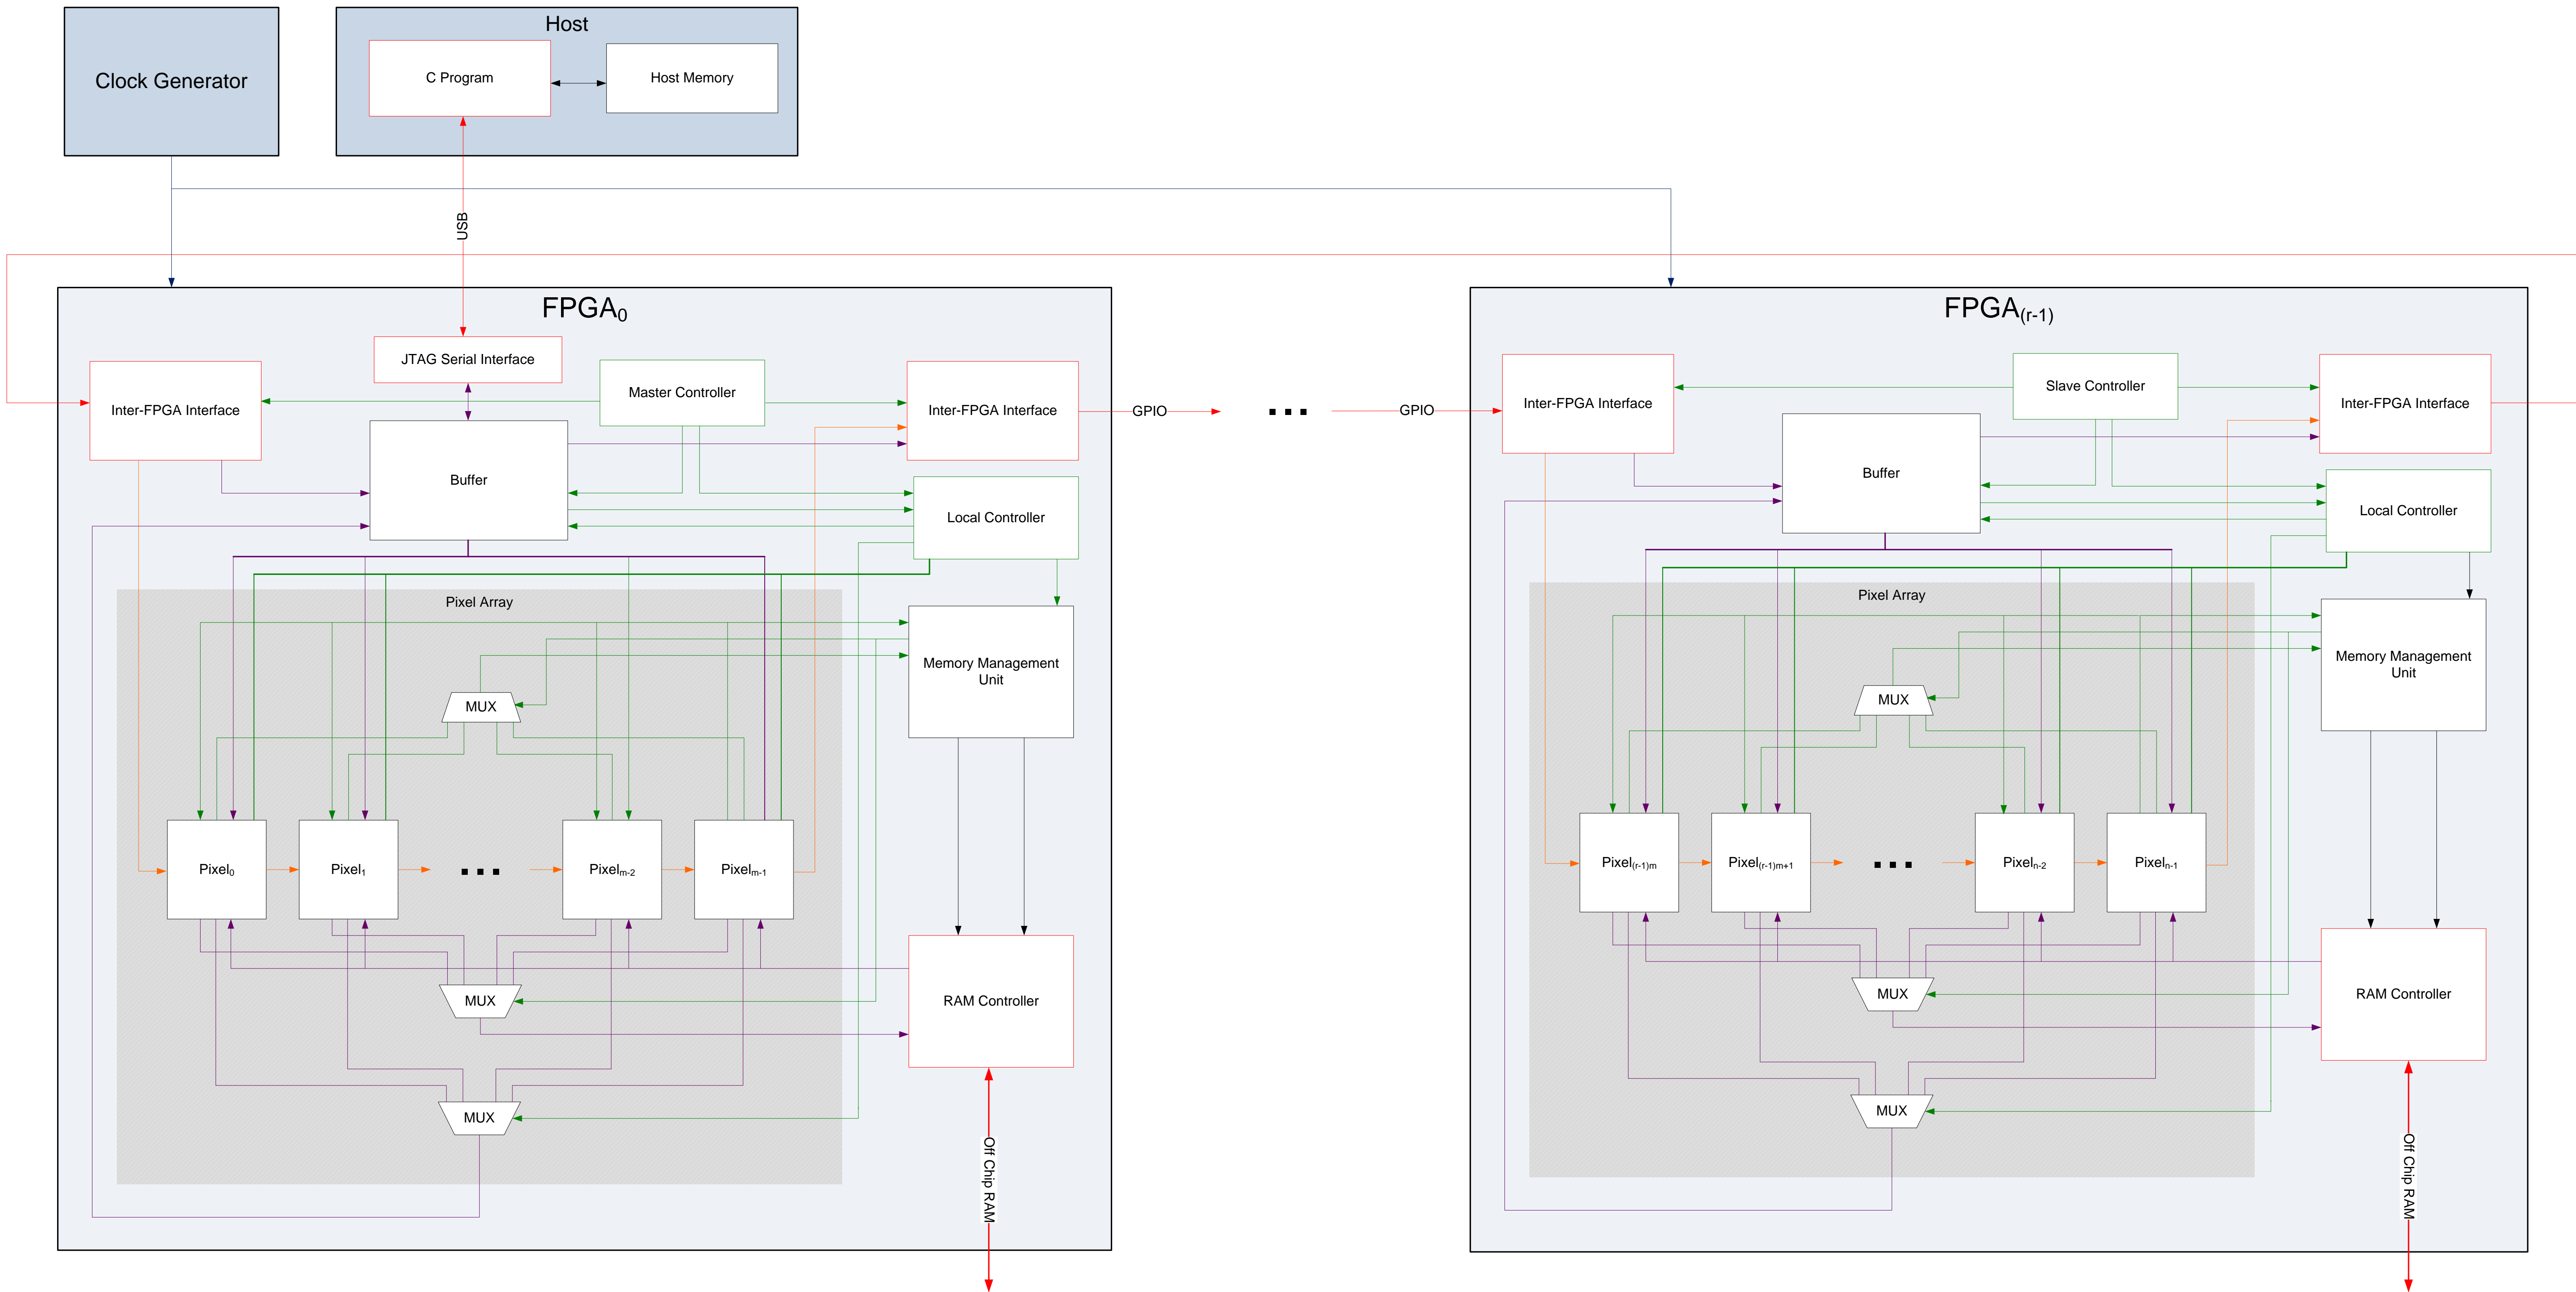 Host
Clock Generator
C Program
Host Memory
USB
FPGA0
JTAG Serial Interface
Master Controller
Inter-FPGA Interface
Inter-FPGA Interface
GPIO
Buffer
Local Controller
Pixel Array
Memory Management
Unit
MUX
Pixel0
Pixel1
Pixelm-2
Pixelm-1
MUX
RAM Controller
MUX
Off Chip RAM
FPGA(r-1)
GPIO
Inter-FPGA Interface
Slave Controller
Inter-FPGA Interface
Buffer
Local Controller
Pixel Array
Memory Management
Unit
MUX
Pixel(r-1)m
Pixel(r-1)m+1
Pixeln-2
Pixeln-1
MUX
RAM Controller
MUX
Off Chip RAM